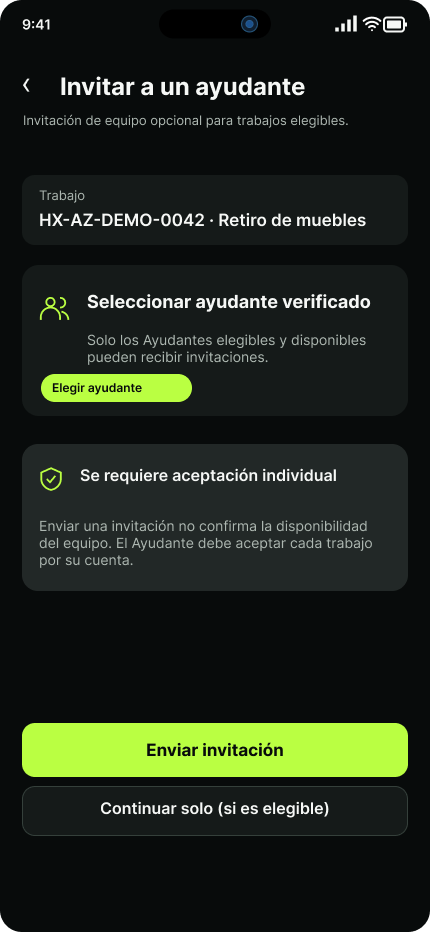 9:41
Invitar a un ayudante
Invitación de equipo opcional para trabajos elegibles.
Trabajo
HX-AZ-DEMO-0042 · Retiro de muebles
Seleccionar ayudante verificado
Solo los Ayudantes elegibles y disponibles
pueden recibir invitaciones.
Elegir ayudante
Se requiere aceptación individual
Enviar una invitación no confirma la disponibilidad
del equipo. El Ayudante debe aceptar cada trabajo
por su cuenta.
Enviar invitación
Continuar solo (si es elegible)